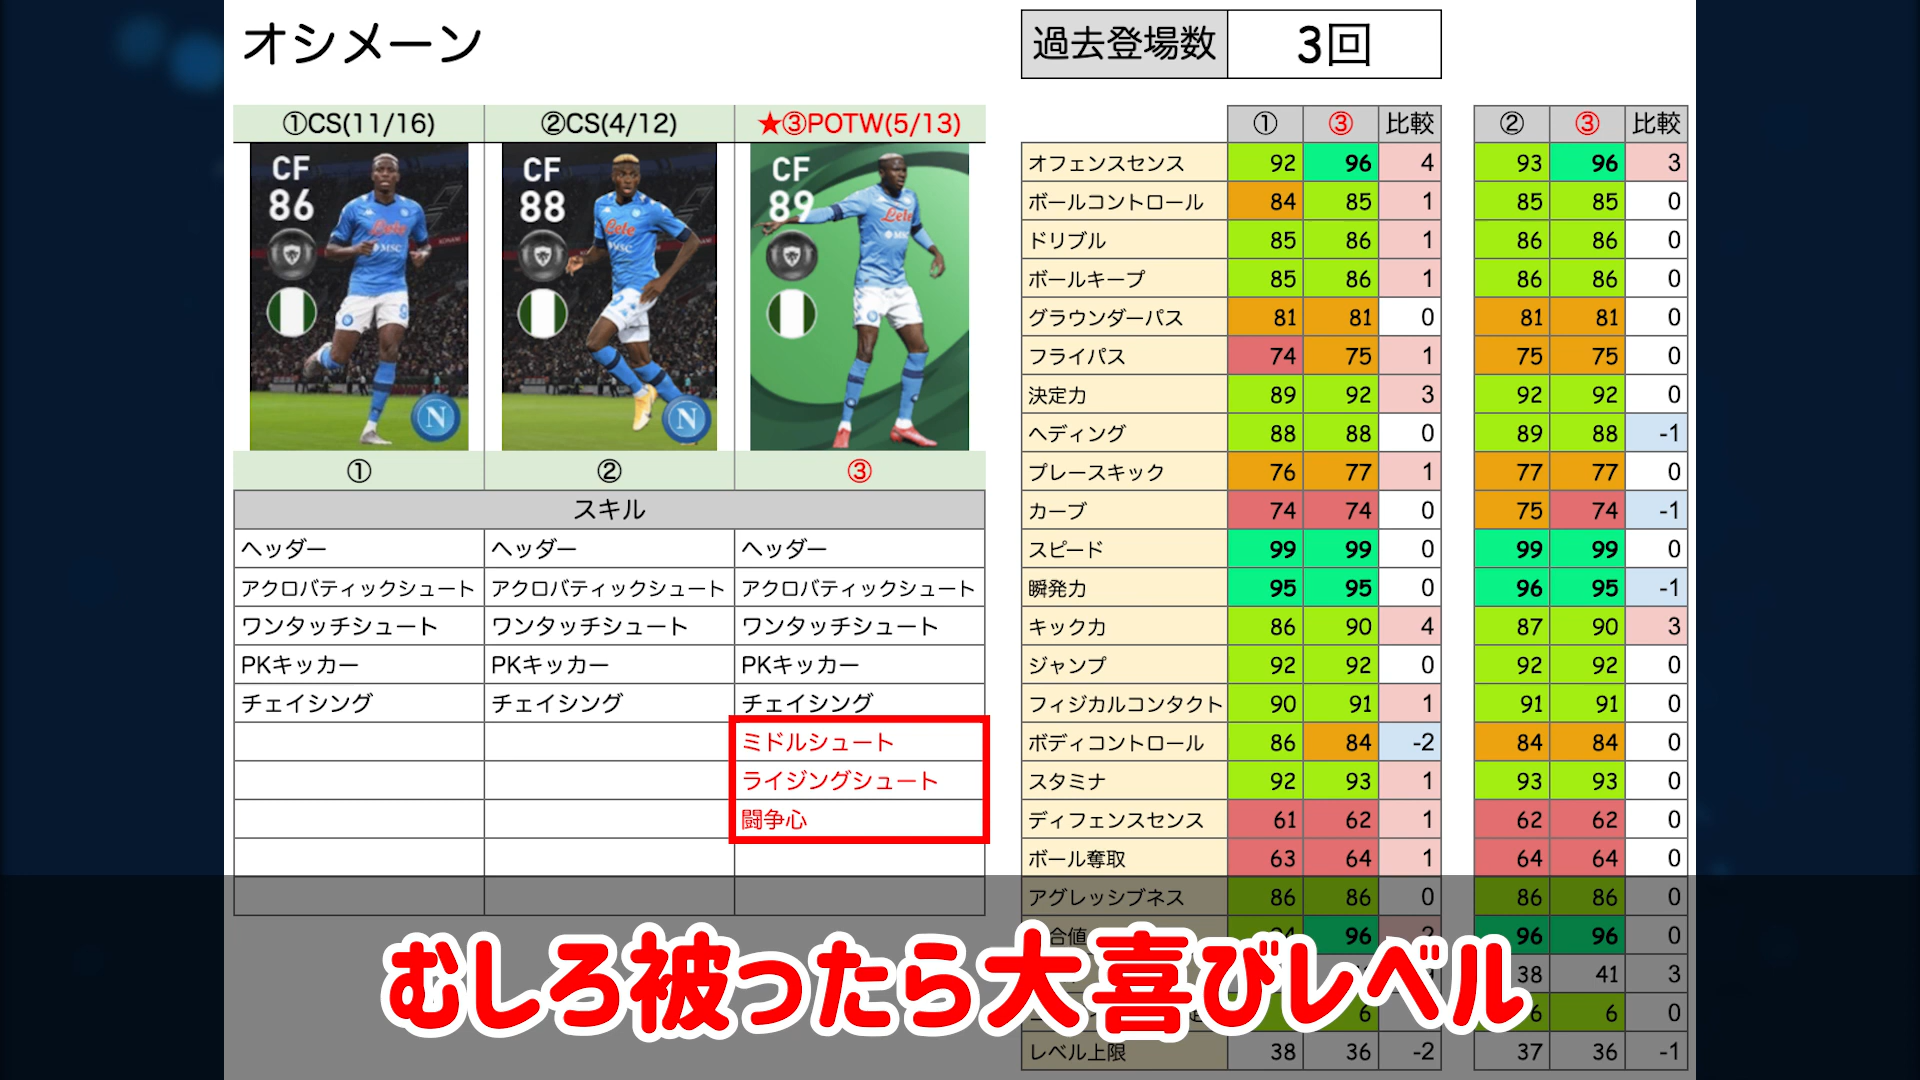 オシメーン
過去登場数 3回
①CS(11/16) ②CS(4/12) ★③POTW(5/13)
CF 86 CF 88 CF 89
Lete Lete Lete
MSC MSC MSC
N N
① ② ③
スキル
ヘッダー ヘッダー ヘッダー
アクロバティックシュート アクロバティックシュート アクロバティックシュート
ワンタッチシュート ワンタッチシュート ワンタッチシュート
PKキッカー PKキッカー PKキッカー
チェイシング チェイシング チェイシング
ミドルシュート
ライジングシュート
闘争心
① ③ 比較 ② ③ 比較
オフェンスセンス 92 96 4 93 96 3
ボールコントロール 84 85 1 85 85 0
ドリブル 85 86 1 86 86 0
ボールキープ 85 86 1 86 86 0
グラウンダーパス 81 81 0 81 81 0
フライパス 74 75 1 75 75 0
決定力 89 92 3 92 92 0
ヘディング 88 88 0 89 88 -1
プレースキック 76 77 1 77 77 0
カーブ 74 74 0 75 74 -1
スピード 99 99 0 99 99 0
瞬発力 95 95 0 96 95 -1
キック力 86 90 4 87 90 3
ジャンプ 92 92 0 92 92 0
フィジカルコンタクト 90 91 1 91 91 0
ボディコントロール 86 84 -2 84 84 0
スタミナ 92 93 1 93 93 0
ディフェンスセンス 61 62 1 62 62 0
ボール奪取 63 64 1 64 64 0
アグレッシブネス 86 86 0 86 86 0
合値 96 96 96 0
38 41 3
6 6 0
レベル上限 38 36 -2 37 36 -1
むしろ被ったら大喜びレベル